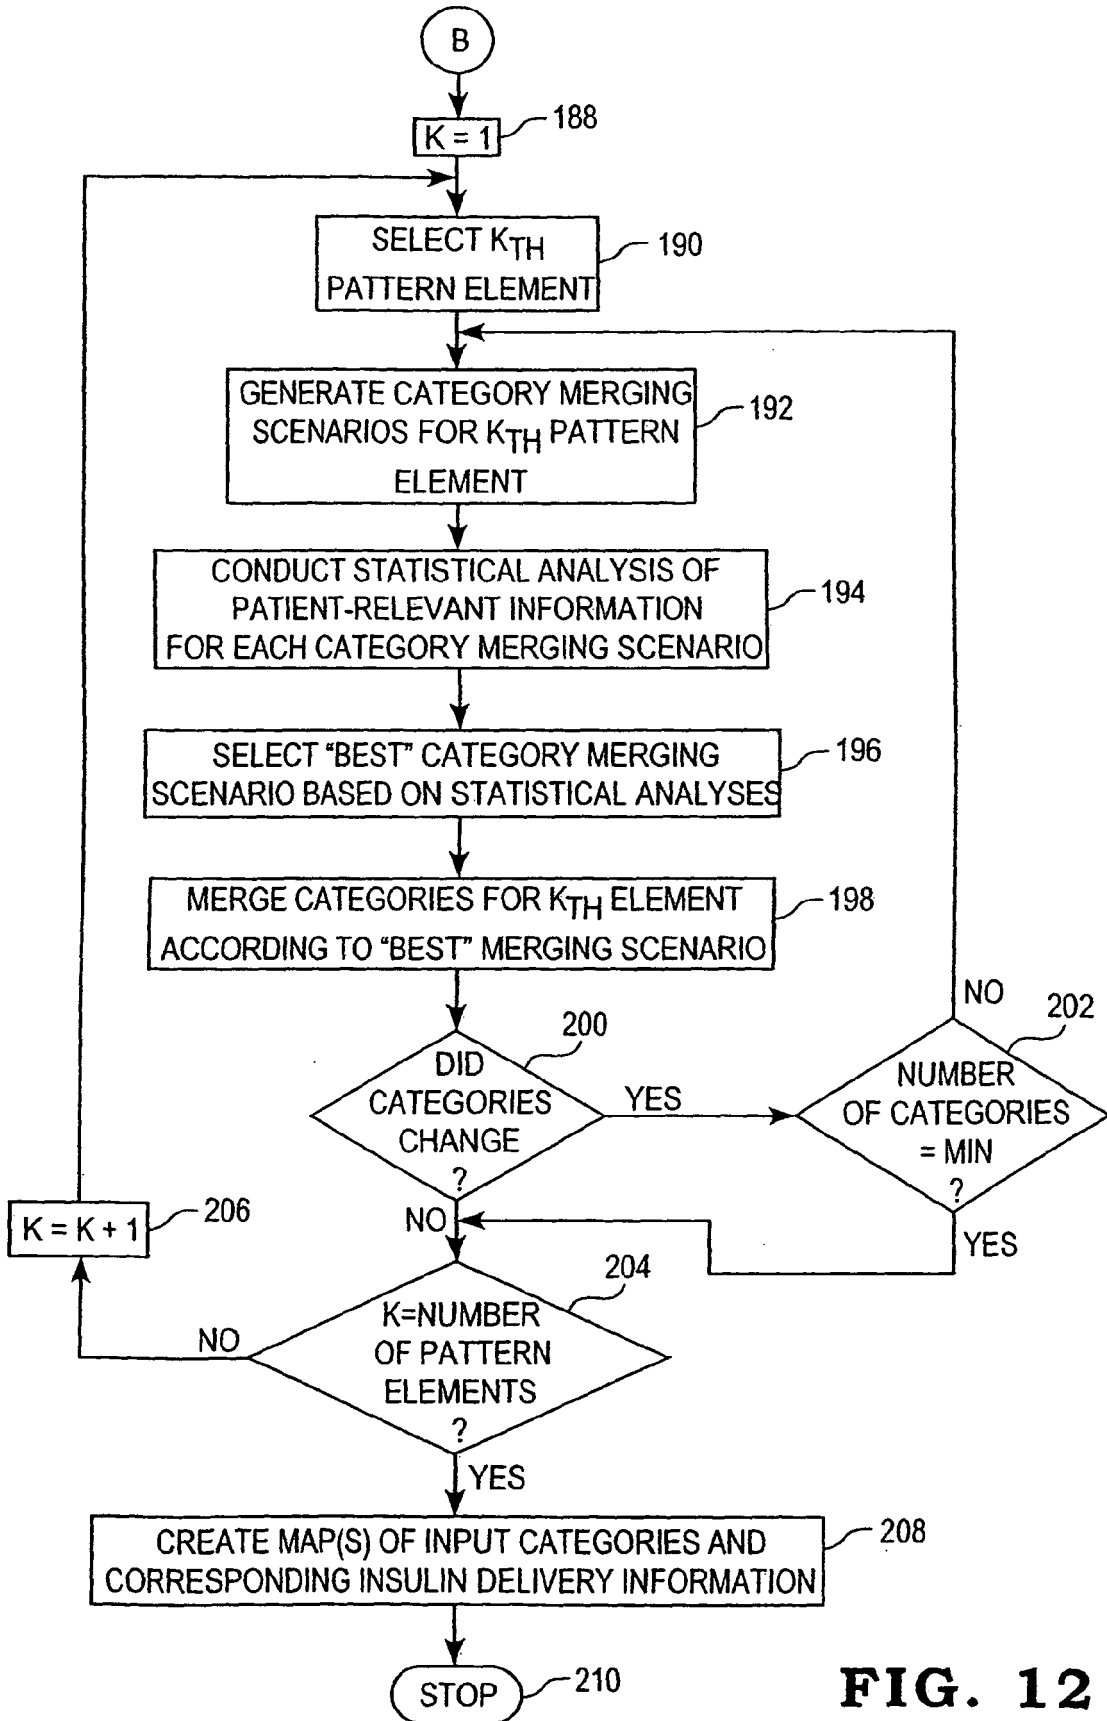 B
K = 1
188
SELECT KTH
PATTERN ELEMENT
190
GENERATE CATEGORY MERGING
SCENARIOS FOR KTH PATTERN
ELEMENT
192
CONDUCT STATISTICAL ANALYSIS OF
PATIENT-RELEVANT INFORMATION
FOR EACH CATEGORY MERGING SCENARIO
194
SELECT “BEST” CATEGORY MERGING
SCENARIO BASED ON STATISTICAL ANALYSES
196
MERGE CATEGORIES FOR KTH ELEMENT
ACCORDING TO “BEST” MERGING SCENARIO
198
DID
CATEGORIES
CHANGE
?
200
YES
NO
NUMBER
OF CATEGORIES
= MIN
?
202
NO
YES
K = K + 1
206
K=NUMBER
OF PATTERN
ELEMENTS
?
204
NO
YES
CREATE MAP(S) OF INPUT CATEGORIES AND
CORRESPONDING INSULIN DELIVERY INFORMATION
208
STOP
210
FIG. 12